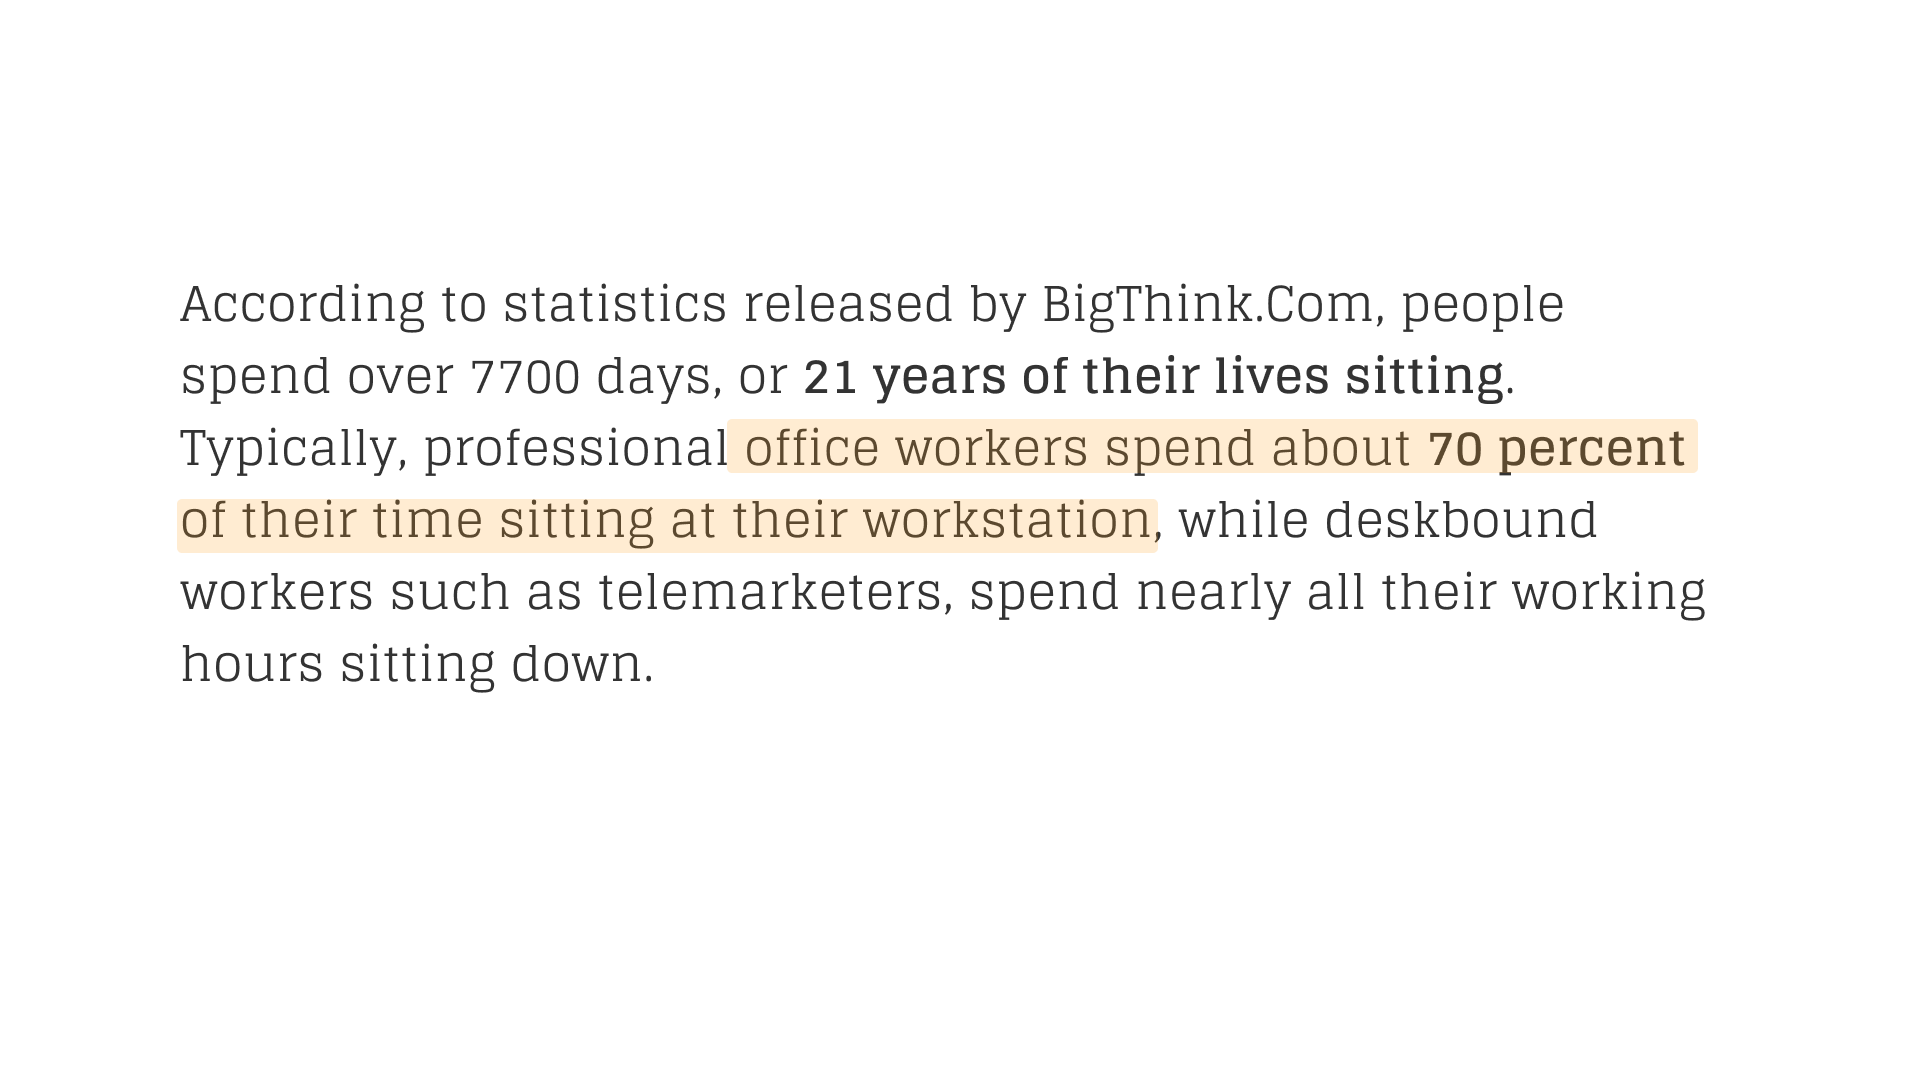 According to statistics released by BigThink.Com, people
spend over 7700 days, or 21 years of their lives sitting.
Typically, professional office workers spend about 70 percent
of their time sitting at their workstation, while deskbound
workers such as telemarketers, spend nearly all their working
hours sitting down.